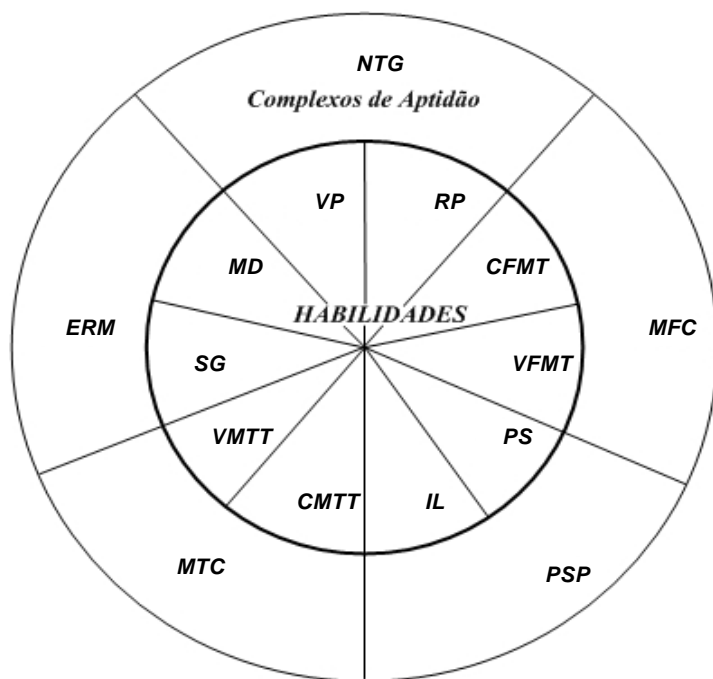 NTG
Complexos de Aptidão
VP
RP
MD
CFMT
HABILIDADES
ERM
MFC
SG
VFMT
VMTT
PS
CMTT
IL
MTC
PSP